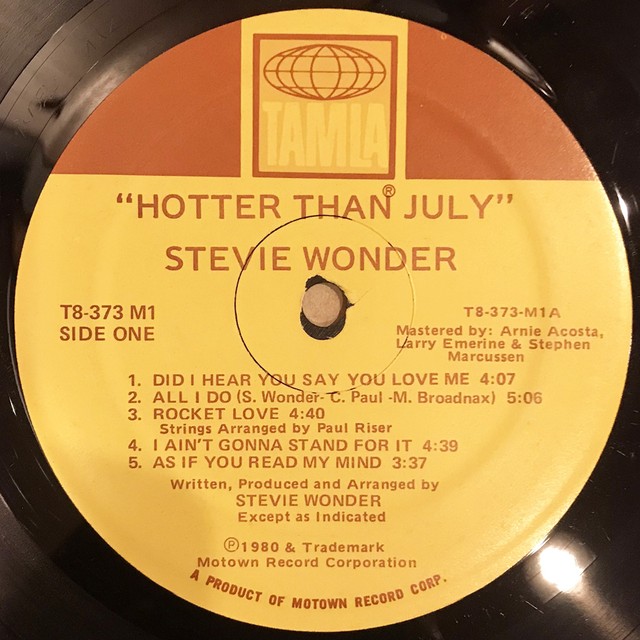 TAMLA
®
"HOTTER THAN JULY"
STEVIE WONDER
T8-373 M1
SIDE ONE
T8-373-M1A
Mastered by: Arnie Acosta,
Larry Emerine & Stephen
Marcussen
1. DID I HEAR YOU SAY YOU LOVE ME 4:07
2. ALL I DO (S. Wonder- C. Paul -M. Broadnax) 5:06
3. ROCKET LOVE 4:40
Strings Arranged by Paul Riser
4. I AIN'T GONNA STAND FOR IT 4:39
5. AS IF YOU READ MY MIND 3:37
Written, Produced and Arranged by
STEVIE WONDER
Except as Indicated
℗1980 & Trademark
Motown Record Corporation
A PRODUCT OF MOTOWN RECORD CORP.